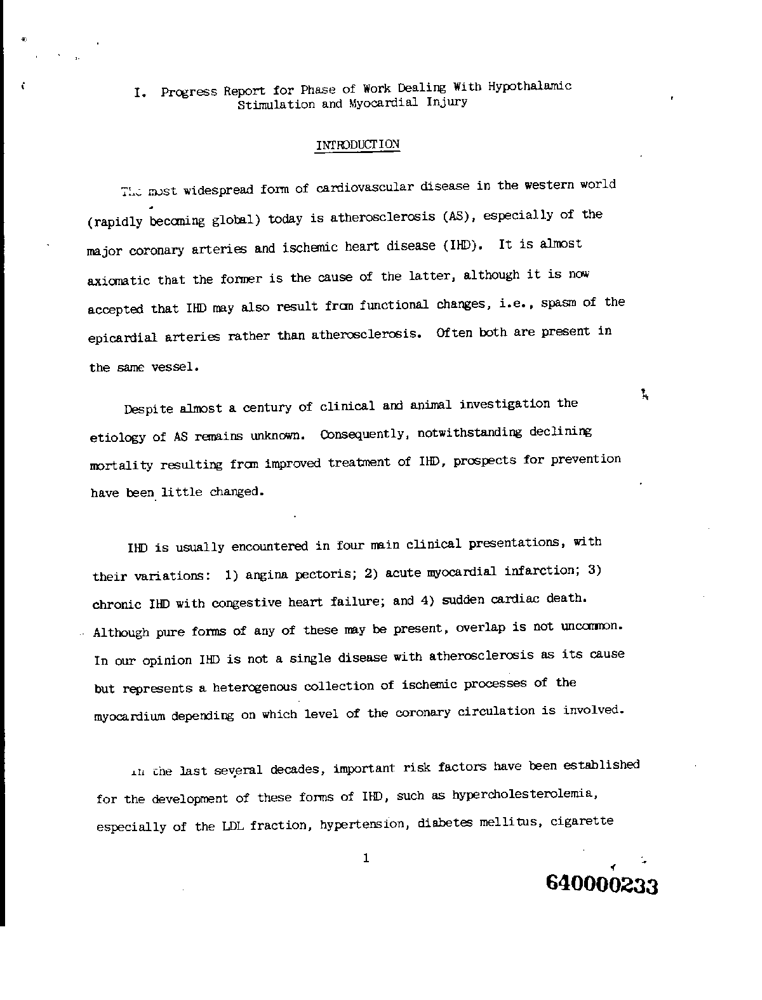 I. Progress Report for Phase of Work Dealing With Hypothalamic
Stimulation and Myocardial Injury
INTRODUCTION
The most widespread form of cardiovascular disease in the western world
(rapidly becoming global) today is atherosclerosis (AS), especially of the
major coronary arteries and ischemic heart disease (IHD). It is almost
axiomatic that the former is the cause of the latter, although it is now
accepted that IHD may also result from functional changes, i.e., spasm of the
epicardial arteries rather than atherosclerosis. Often both are present in
the same vessel.
Despite almost a century of clinical and animal investigation the
etiology of AS remains unknown. Consequently, notwithstanding declining
mortality resulting from improved treatment of IHD, prospects for prevention
have been little changed.
IHD is usually encountered in four main clinical presentations, with
their variations: 1) angina pectoris; 2) acute myocardial infarction; 3)
chronic IHD with congestive heart failure; and 4) sudden cardiac death.
Although pure forms of any of these may be present, overlap is not uncommon.
In our opinion IHD is not a single disease with atherosclerosis as its cause
but represents a heterogenous collection of ischemic processes of the
myocardium depending on which level of the coronary circulation is involved.
In the last several decades, important risk factors have been established
for the development of these forms of IHD, such as hypercholesterolemia,
especially of the LDL fraction, hypertension, diabetes mellitus, cigarette
1
640000233